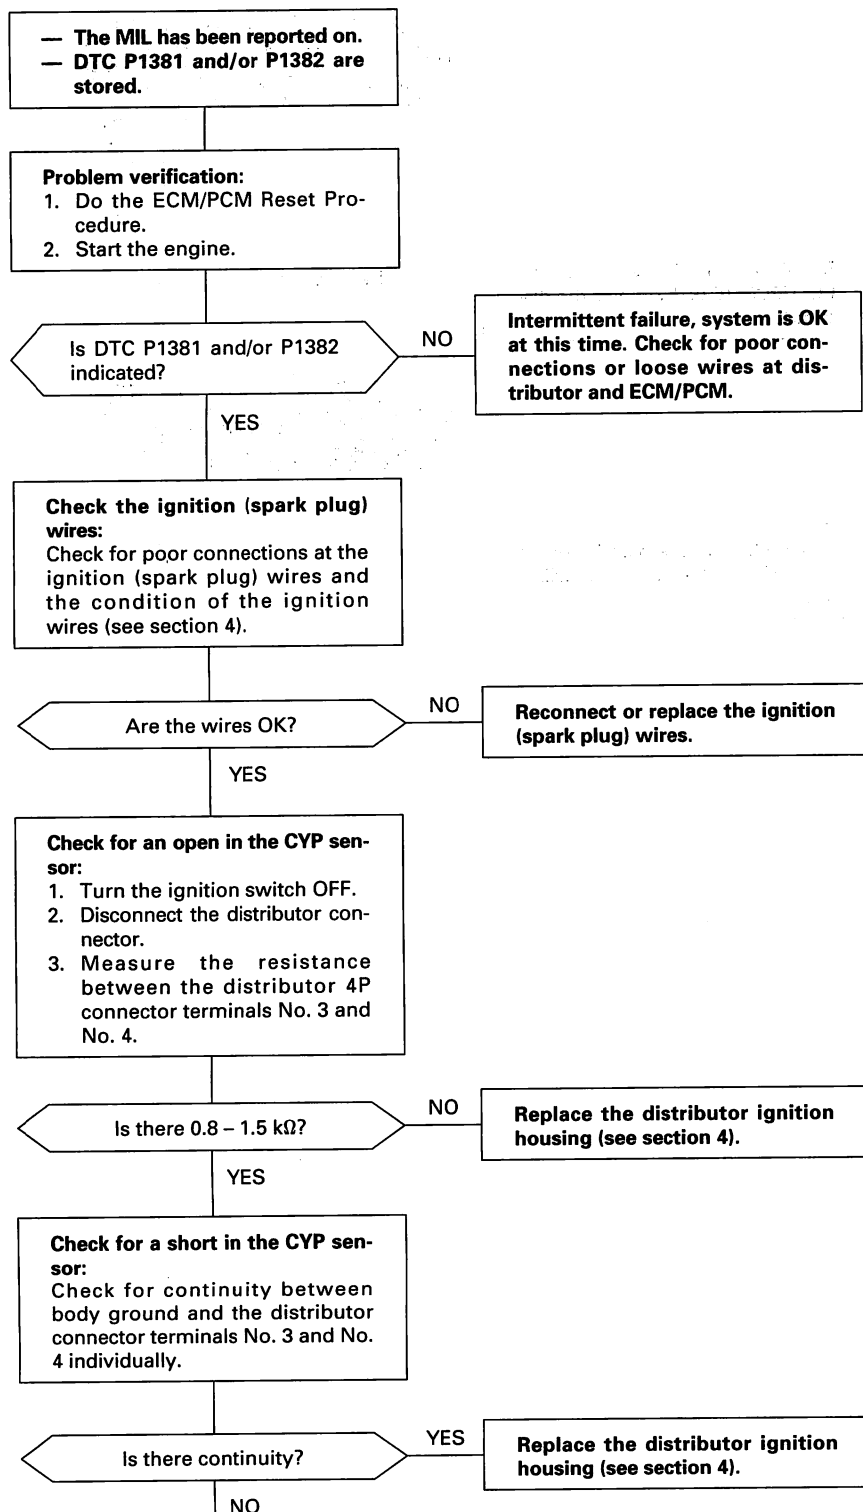 — The MIL has been reported on.
— DTC P1381 and/or P1382 are
stored.
Problem verification:
1. Do the ECM/PCM Reset Pro-
cedure.
2. Start the engine.
Is DTC P1381 and/or P1382
indicated?
NO
Intermittent failure, system is OK
at this time. Check for poor con-
nections or loose wires at dis-
tributor and ECM/PCM.
YES
Check the ignition (spark plug)
wires:
Check for poor connections at the
ignition (spark plug) wires and
the condition of the ignition
wires (see section 4).
Are the wires OK?
NO
Reconnect or replace the ignition
(spark plug) wires.
YES
Check for an open in the CYP sen-
sor:
1. Turn the ignition switch OFF.
2. Disconnect the distributor con-
nector.
3. Measure the resistance
between the distributor 4P
connector terminals No. 3 and
No. 4.
Is there 0.8 – 1.5 kΩ?
NO
Replace the distributor ignition
housing (see section 4).
YES
Check for a short in the CYP sen-
sor:
Check for continuity between
body ground and the distributor
connector terminals No. 3 and No.
4 individually.
Is there continuity?
YES
Replace the distributor ignition
housing (see section 4).
NO